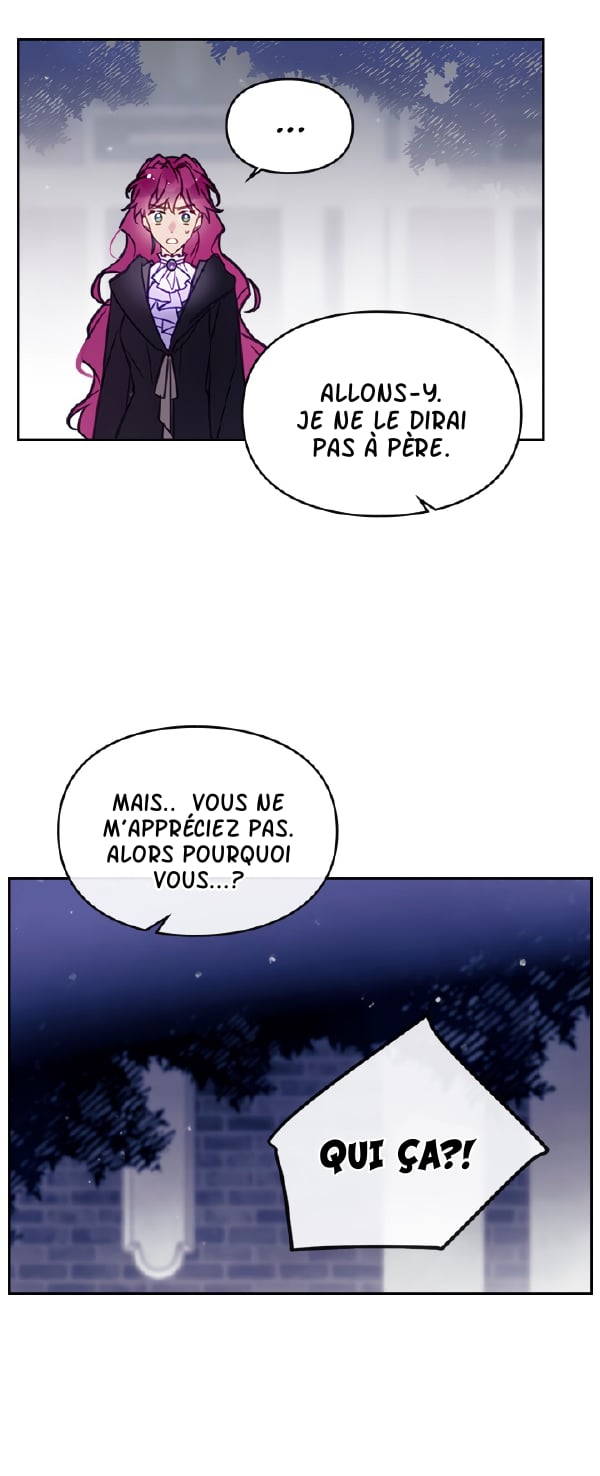 ...
ALLONS-Y.
JE NE LE DIRAI
PAS À PÈRE.
MAIS.. VOUS NE
M'APPRÉCIEZ PAS.
ALORS POURQUOI
VOUS...?
QUI ÇA?!